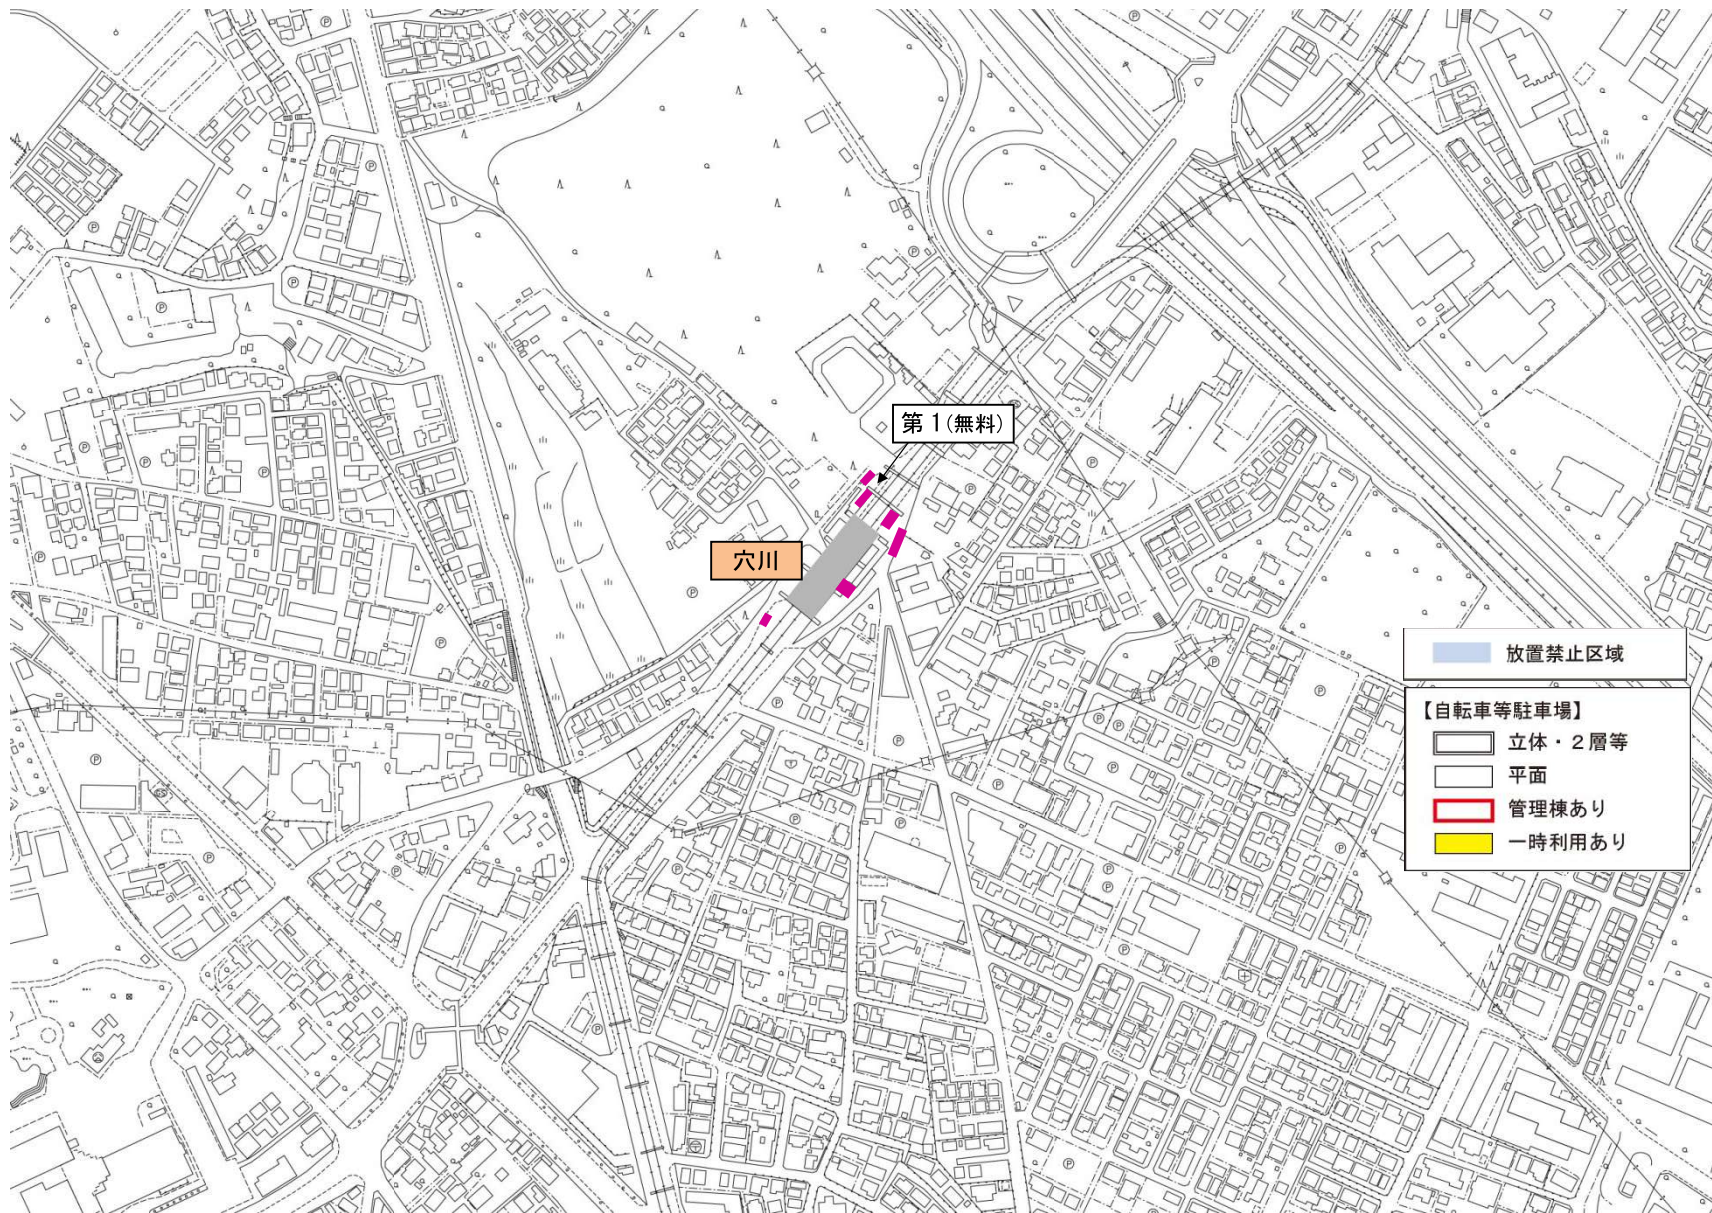 第1(無料)
穴川
放置禁止区域
【自転車等駐車場】
立体・2層等
平面
管理棟あり
一時利用あり